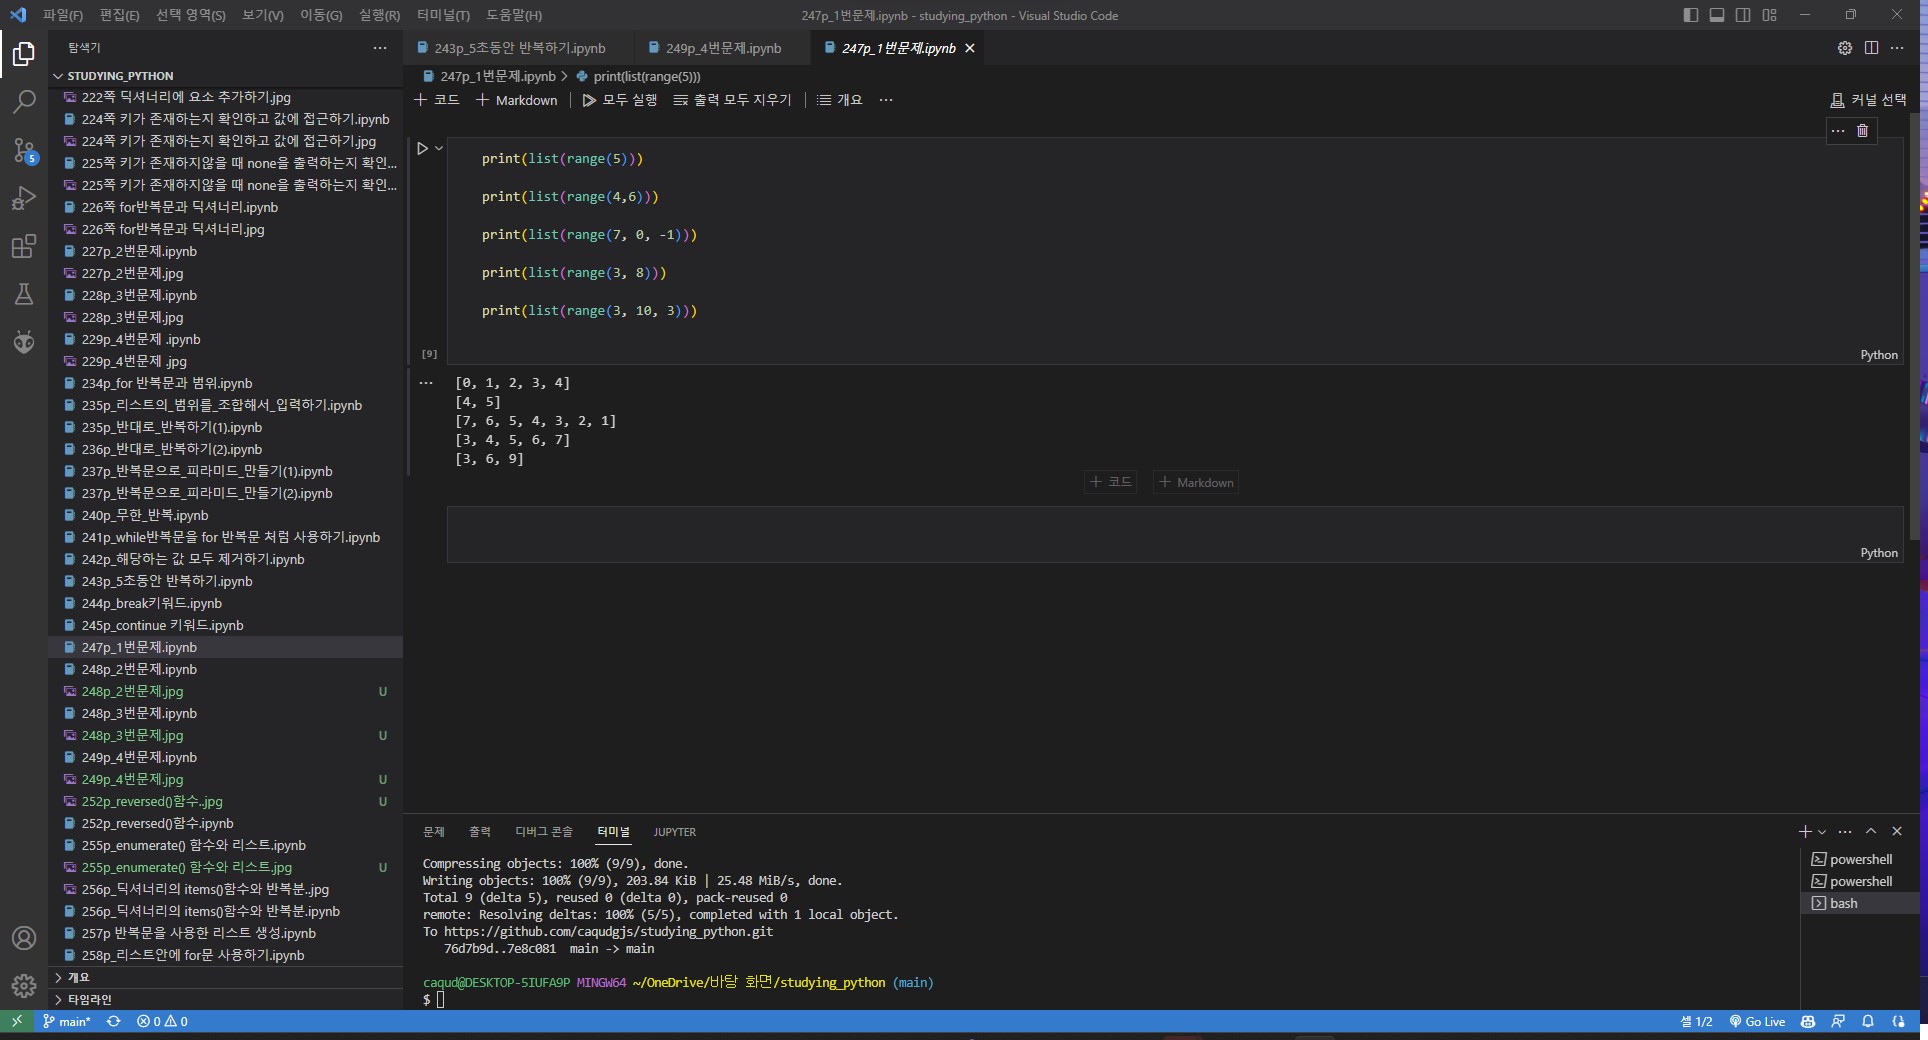 파일(F) 편집(E) 선택 영역(S) 보기(V) 이동(G) 실행(R) 터미널(T) 도움말(H)
247p_1번문제.ipynb - studying_python - Visual Studio Code
탐색기
STUDYING_PYTHON
222쪽 딕셔너리에 요소 추가하기.jpg
224쪽 키가 존재하는지 확인하고 값에 접근하기.ipynb
224쪽 키가 존재하는지 확인하고 값에 접근하기.jpg
225쪽 키가 존재하지않을 때 none을 출력하는지 확인...
225쪽 키가 존재하지않을 때 none을 출력하는지 확인...
226쪽 for반복문과 딕셔너리.ipynb
226쪽 for반복문과 딕셔너리.jpg
227p_2번문제.ipynb
227p_2번문제.jpg
228p_3번문제.ipynb
228p_3번문제.jpg
229p_4번문제 .ipynb
229p_4번문제 .jpg
234p_for 반복문과 범위.ipynb
235p_리스트의_범위를_조합해서_입력하기.ipynb
235p_반대로_반복하기(1).ipynb
236p_반대로_반복하기(2).ipynb
237p_반복문으로_피라미드_만들기(1).ipynb
237p_반복문으로_피라미드_만들기(2).ipynb
240p_무한_반복.ipynb
241p_while반복문을 for 반복문 처럼 사용하기.ipynb
242p_해당하는 값 모두 제거하기.ipynb
243p_5초동안 반복하기.ipynb
244p_break키워드.ipynb
245p_continue 키워드.ipynb
247p_1번문제.ipynb
248p_2번문제.ipynb
248p_2번문제.jpg U
248p_3번문제.ipynb
248p_3번문제.jpg U
249p_4번문제.ipynb
249p_4번문제.jpg U
252p_reversed()함수..jpg U
252p_reversed()함수.ipynb
255p_enumerate() 함수와 리스트.ipynb
255p_enumerate() 함수와 리스트.jpg U
256p_딕셔너리의 items()함수와 반복분..jpg
256p_딕셔너리의 items()함수와 반복분.ipynb
257p 반복문을 사용한 리스트 생성.ipynb
258p_리스트안에 for문 사용하기.ipynb
개요
타임라인
5
243p_5초동안 반복하기.ipynb 249p_4번문제.ipynb 247p_1번문제.ipynb
247p_1번문제.ipynb > print(list(range(5)))
코드 Markdown 모두 실행 출력 모두 지우기 개요 ... 커널 선택
print(list(range(5)))
print(list(range(4,6)))
print(list(range(7, 0, -1)))
print(list(range(3, 8)))
print(list(range(3, 10, 3)))
[9]
Python
[0, 1, 2, 3, 4]
[4, 5]
[7, 6, 5, 4, 3, 2, 1]
[3, 4, 5, 6, 7]
[3, 6, 9]
코드 Markdown
Python
문제 출력 디버그 콘솔 터미널 JUPYTER
Compressing objects: 100% (9/9), done.
Writing objects: 100% (9/9), 203.84 KiB | 25.48 MiB/s, done.
Total 9 (delta 5), reused 0 (delta 0), pack-reused 0
remote: Resolving deltas: 100% (5/5), completed with 1 local object.
To https://github.com/caqudgjs/studying_python.git
76d7b9d..7e8c081 main -> main
caqud@DESKTOP-5IUFA9P MINGW64 ~/OneDrive/바탕 화면/studying_python (main)
$
powershell
powershell
bash
main* 0 0
셀 1/2 Go Live